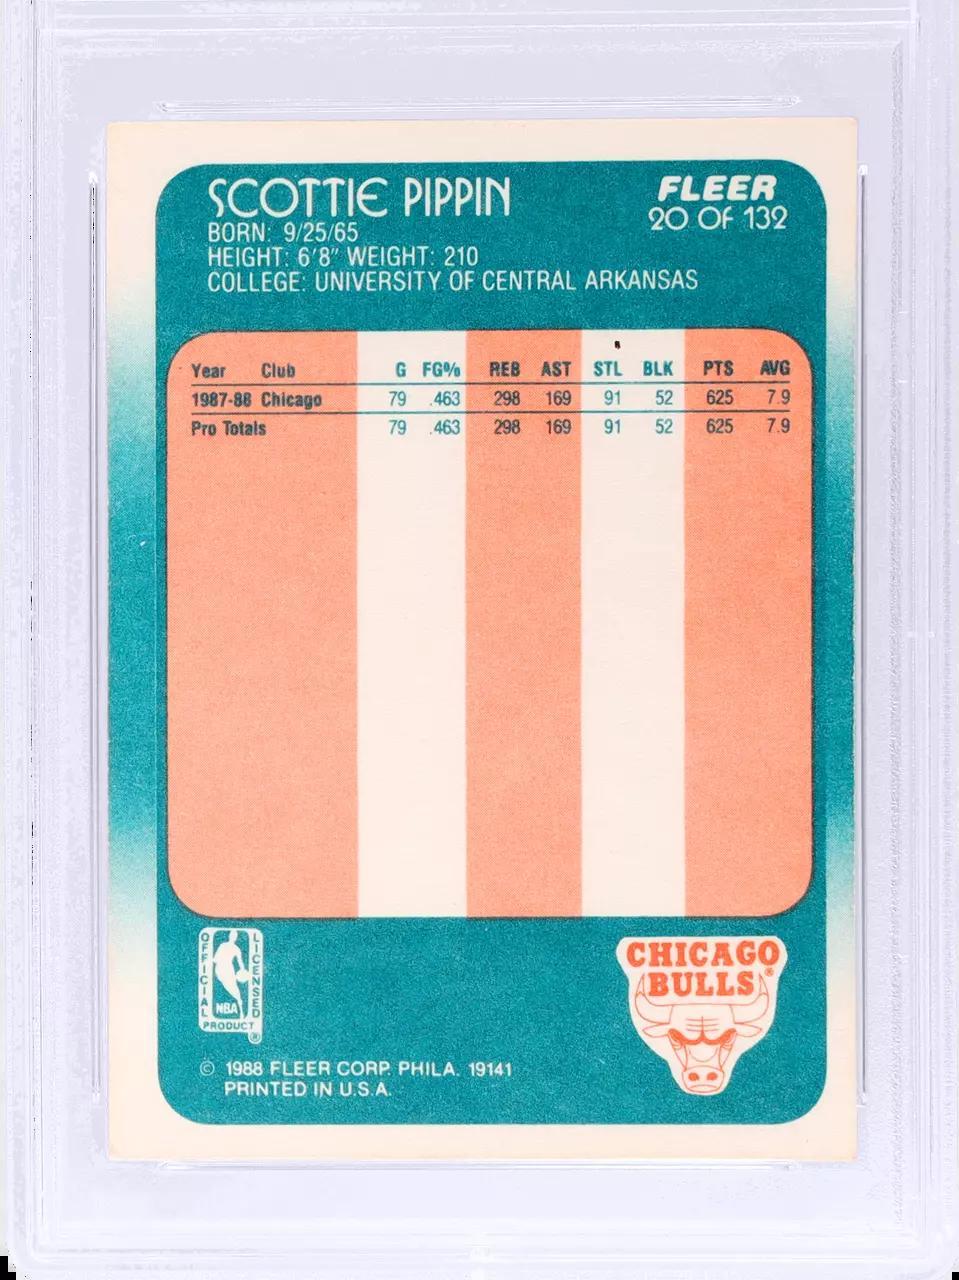 SCOTTIE PIPPIN
BORN: 9/25/65
HEIGHT: 6'8" WEIGHT: 210
COLLEGE: UNIVERSITY OF CENTRAL ARKANSAS
FLEER
20 OF 132
Year Club G FG% REB AST STL BLK PTS AVG
1987-88 Chicago 79 .463 298 169 91 52 625 7.9
Pro Totals 79 .463 298 169 91 52 625 7.9
OFFICIAL LICENSED
NBA
PRODUCT ®
CHICAGO
BULLS ®
© 1988 FLEER CORP. PHILA. 19141
PRINTED IN U.S.A.